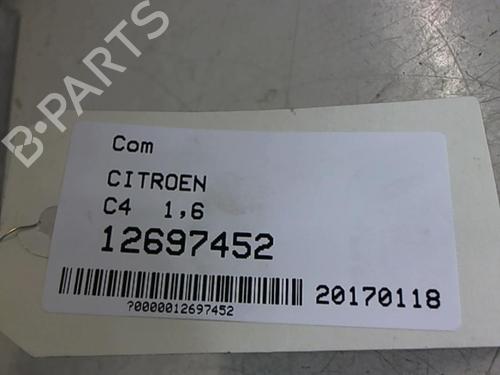 B-PARTS
Com
CITROEN
C4 1,6
12697452
20170118
?0000012697452